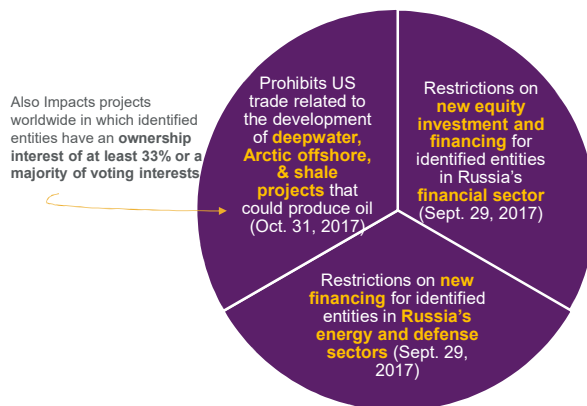 Also Impacts projects
worldwide in which identified
entities have an ownership
interest of at least 33% or a
majority of voting interests
Prohibits US
trade related to
the development
of deepwater,
Arctic offshore,
& shale
projects that
could produce oil
(Oct. 31, 2017)
Restrictions on
new equity
investment and
financing for
identified entities
in Russia's
financial sector
(Sept. 29, 2017)
Restrictions on new
financing for identified
entities in Russia's
energy and defense
sectors (Sept. 29,
2017)